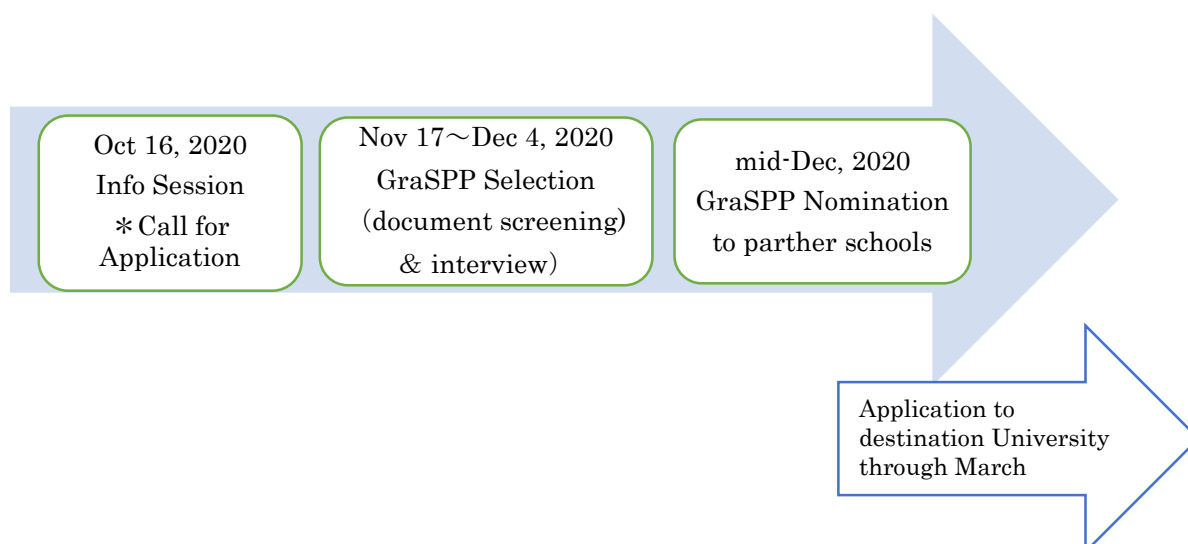 Oct 16, 2020
Info Session
＊Call for
Application
Nov 17～Dec 4, 2020
GraSPP Selection
（document screening)
& interview）
mid-Dec, 2020
GraSPP Nomination
to parther schools
Application to
destination University
through March